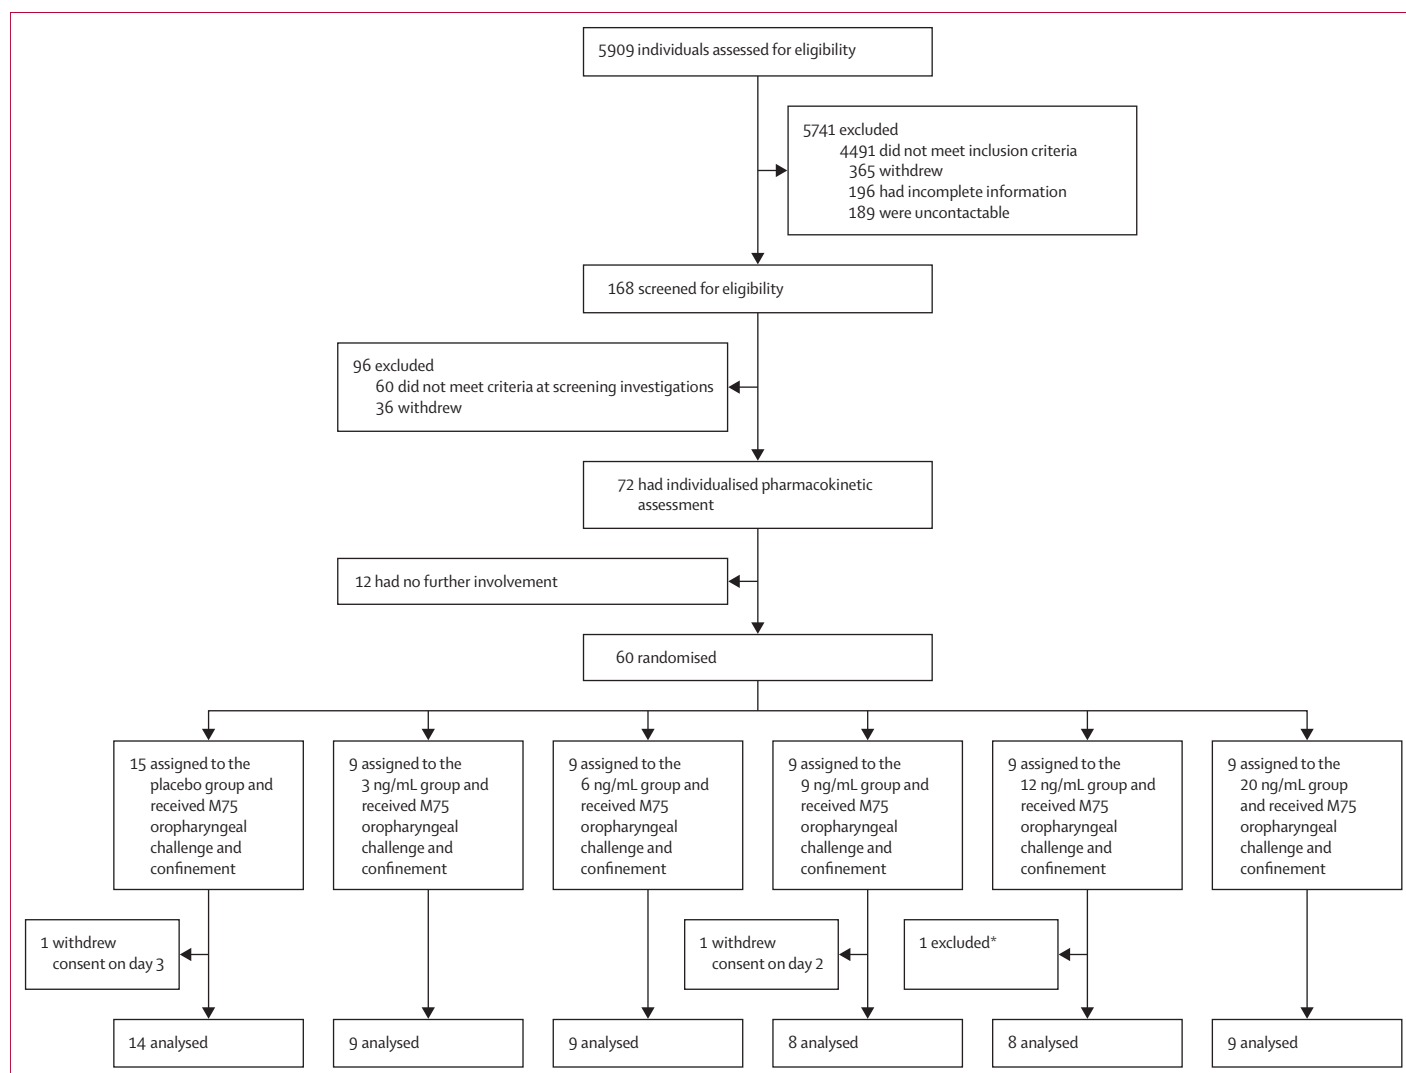 5909 individuals assessed for eligibility
5741 excluded
4491 did not meet inclusion criteria
365 withdrew
196 had incomplete information
189 were uncontactable
168 screened for eligibility
96 excluded
60 did not meet criteria at screening investigations
36 withdrew
72 had individualised pharmacokinetic
assessment
12 had no further involvement
60 randomised
15 assigned to the
placebo group and
received M75
oropharyngeal
challenge and
confinement
9 assigned to the
3 ng/mL group and
received M75
oropharyngeal
challenge and
confinement
9 assigned to the
6 ng/mL group and
received M75
oropharyngeal
challenge and
confinement
9 assigned to the
9 ng/mL group and
received M75
oropharyngeal
challenge and
confinement
9 assigned to the
12 ng/mL group and
received M75
oropharyngeal
challenge and
confinement
9 assigned to the
20 ng/mL group
and received M75
oropharyngeal
challenge and
confinement
1 withdrew
consent on day 3
1 withdrew
consent on day 2
1 excluded*
14 analysed
9 analysed
9 analysed
8 analysed
8 analysed
9 analysed